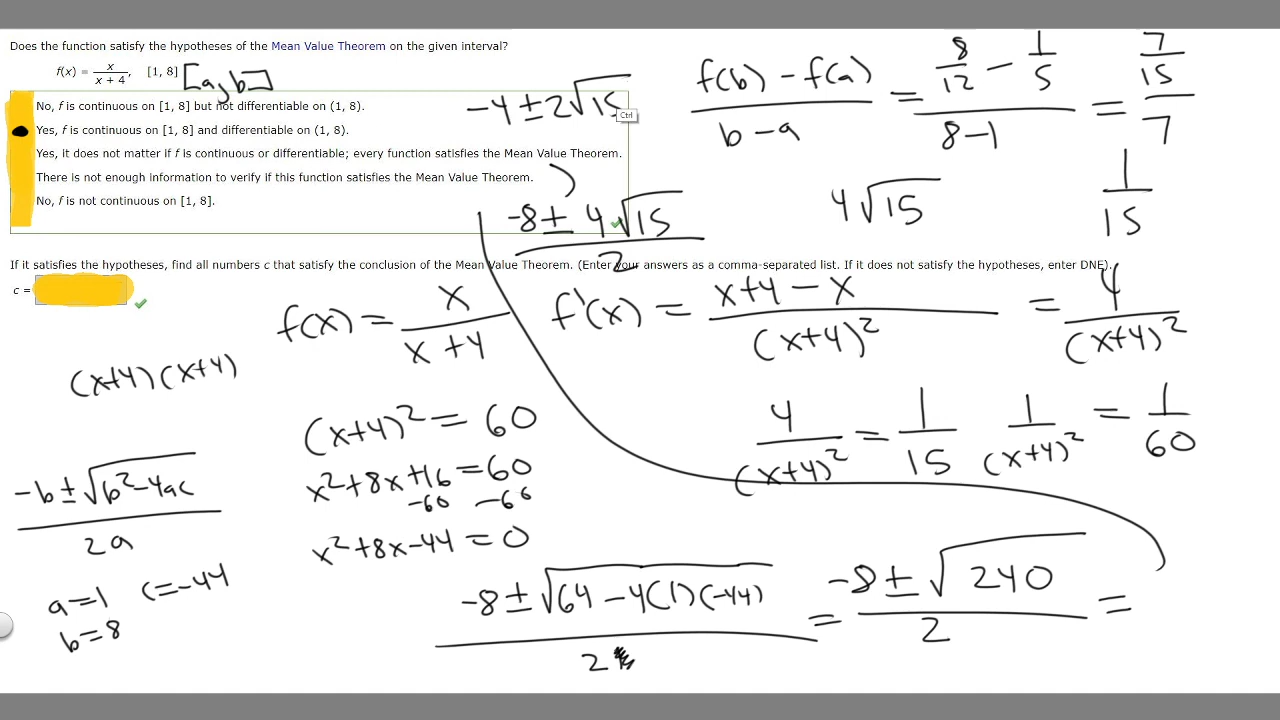 Does the function satisfy the hypotheses of the Mean Value Theorem on the given interval?
f(x) = x / (x + 4), [1, 8] [a,b]
No, f is continuous on [1, 8] but not differentiable on (1, 8).
Yes, f is continuous on [1, 8] and differentiable on (1, 8).
Yes, it does not matter if f is continuous or differentiable; every function satisfies the Mean Value Theorem.
There is not enough information to verify if this function satisfies the Mean Value Theorem.
No, f is not continuous on [1, 8].
-4 ± 2√15
Ctrl
(f(b) - f(a)) / (b - a) = (8/12 - 1/5) / (8-1) = (7/15) / 7
(-8 ± 4√15) / 2
4√15
1/15
If it satisfies the hypotheses, find all numbers c that satisfy the conclusion of the Mean Value Theorem. (Enter your answers as a comma-separated list. If it does not satisfy the hypotheses, enter DNE).
c =
f(x) = x / (x+4)
f'(x) = (x+4 - x) / (x+4)² = 4 / (x+4)²
(x+4)(x+4)
(x+4)² = 60
4 / (x+4)² = 1/15
1 / (x+4)² = 1/60
x² + 8x + 16 = 60
-60 -60
x² + 8x - 44 = 0
(-b ± √(b² - 4ac)) / 2a
a = 1 c = -44
b = 8
(-8 ± √(64 - 4(1)(-44))) / 2 = (-8 ± √240) / 2 =